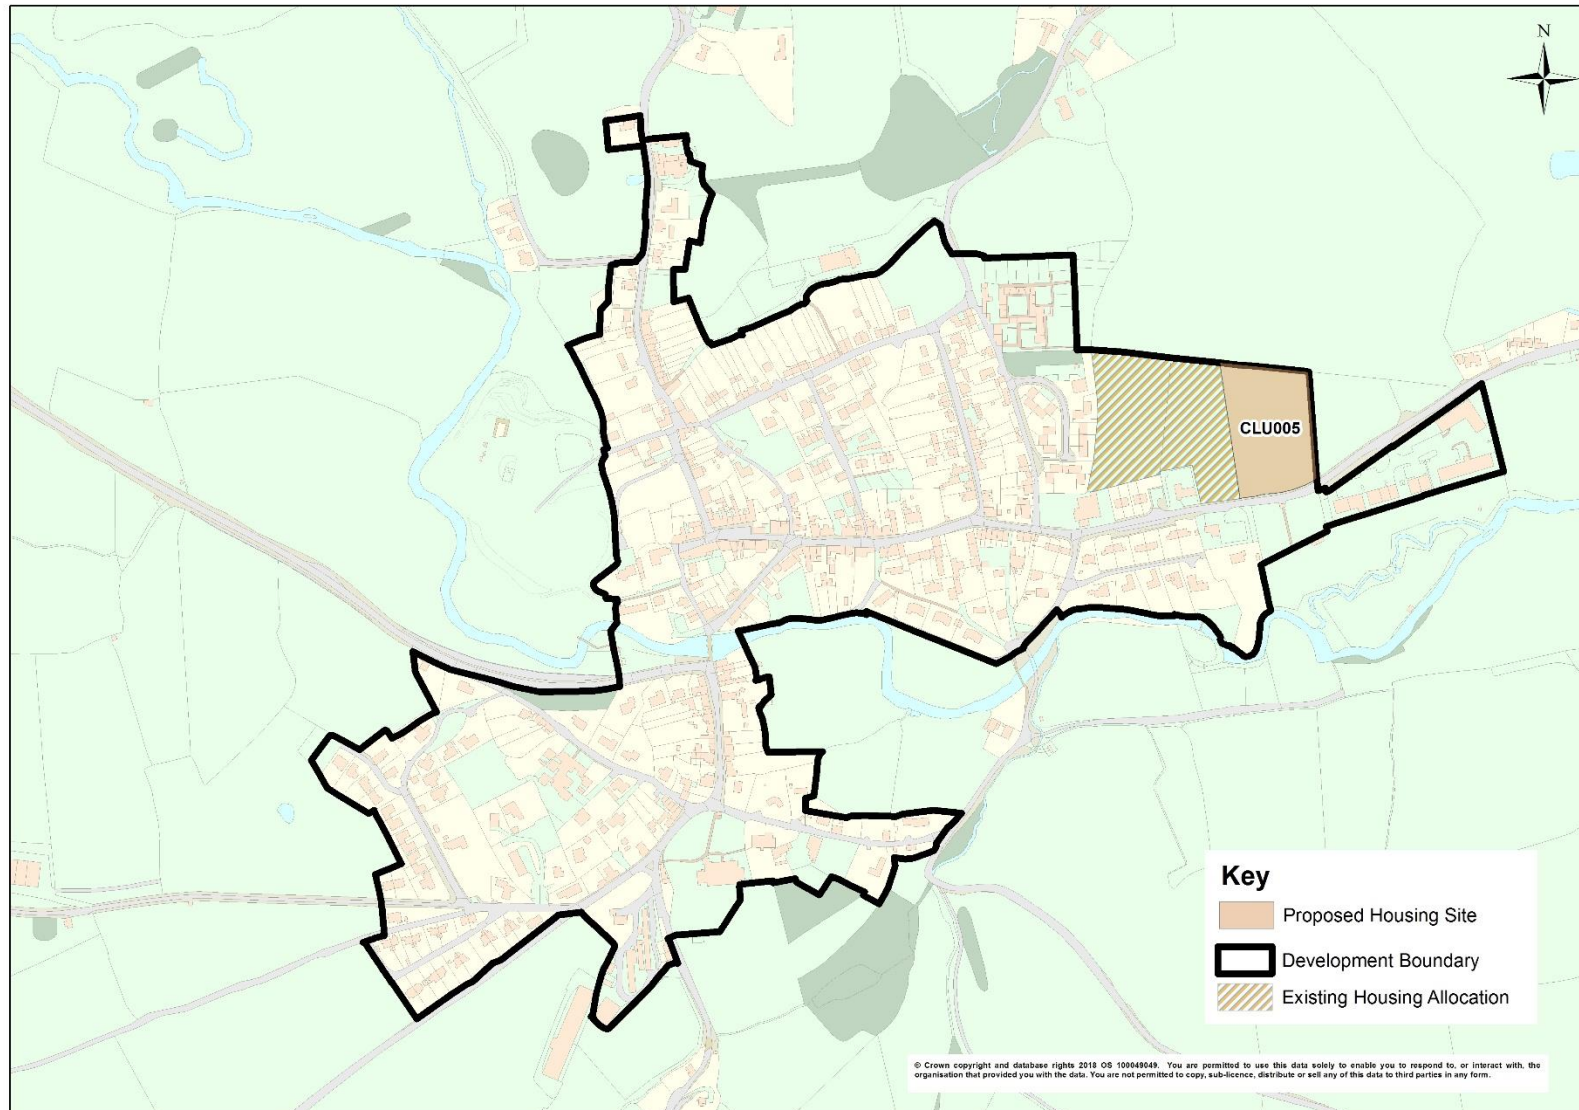 N
CLU005
Key
Proposed Housing Site
Development Boundary
Existing Housing Allocation
© Crown copyright and database rights 2018 OS 100049049. You are permitted to use this data solely to enable you to respond to, or interact with, the
organisation that provided you with the data. You are not permitted to copy, sub-licence, distribute or sell any of this data to third parties in any form.